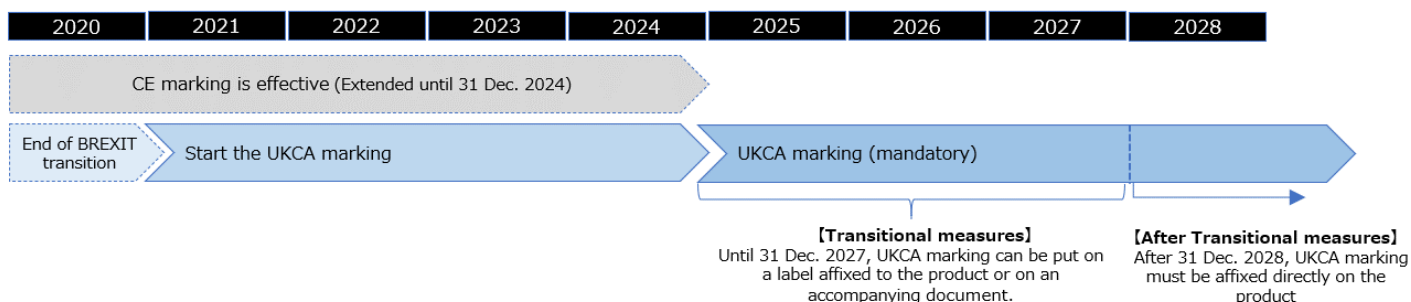 2020 2021 2022 2023 2024 2025 2026 2027 2028
CE marking is effective (Extended until 31 Dec. 2024)
End of BREXIT
transition
Start the UKCA marking
UKCA marking (mandatory)
【Transitional measures】
Until 31 Dec. 2027, UKCA marking can be put on
a label affixed to the product or on an
accompanying document.
【After Transitional measures】
After 31 Dec. 2028, UKCA marking
must be affixed directly on the
product